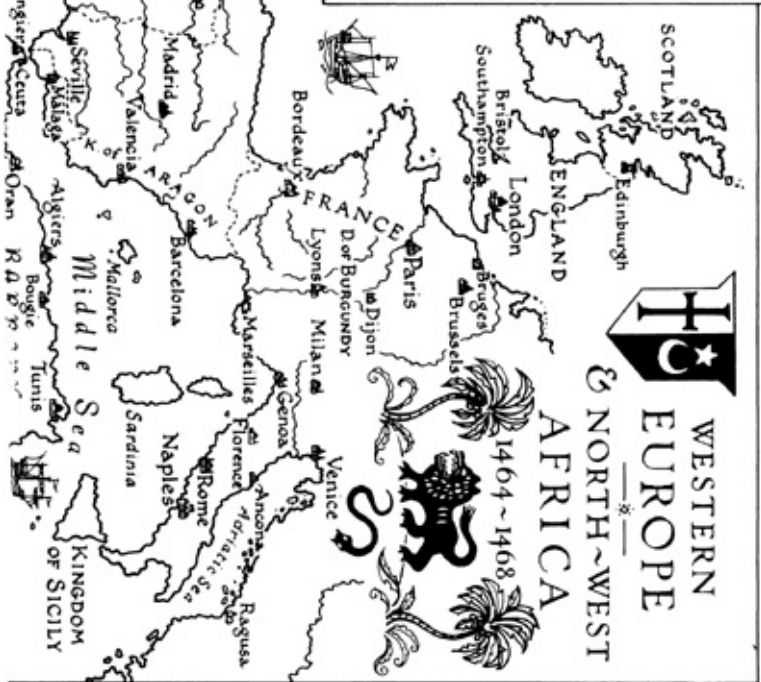 WESTERN
EUROPE
& NORTH~WEST
AFRICA
1464~1468
SCOTLAND
Edinburgh
ENGLAND
Bristol
Southampton
London
Bruges
Brussels
Paris
FRANCE
D. OF BURGUNDY
Dijon
Bordeaux
Lyons
Milan
Venice
Genoa
Marseilles
Florence
Ancona
Adriatic Sea
Ragusa
Rome
Naples
KINGDOM
OF SICILY
Sardinia
Madrid
Seville
Valencia
K of ARAGON
Barcelona
Mallorca
Middle Sea
Málaga
Ceuta
Oran
Algiers
Bougie
Tunis